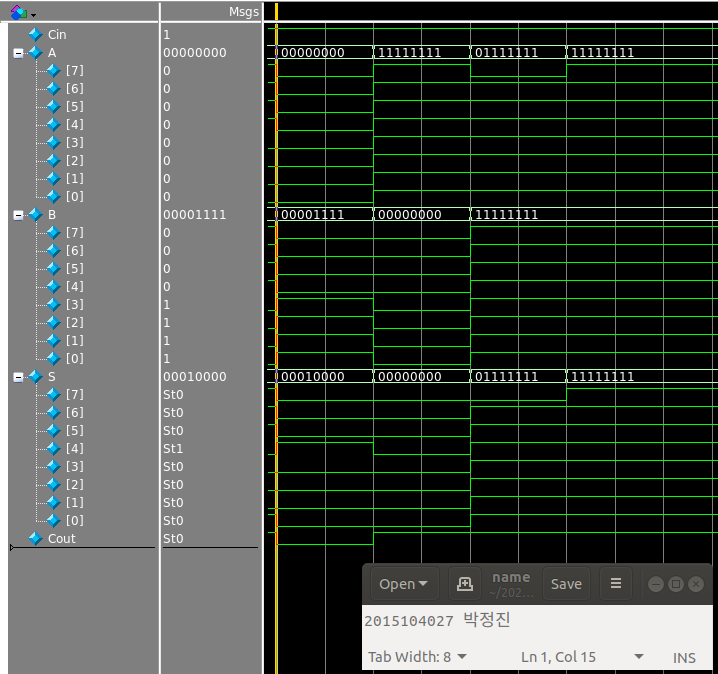 Msgs
Cin 1
A 00000000 00000000 11111111 01111111 11111111
[7] 0
[6] 0
[5] 0
[4] 0
[3] 0
[2] 0
[1] 0
[0] 0
B 00001111 00001111 00000000 11111111
[7] 0
[6] 0
[5] 0
[4] 0
[3] 1
[2] 1
[1] 1
[0] 1
S 00010000 00010000 00000000 01111111 11111111
[7] St0
[6] St0
[5] St0
[4] St1
[3] St0
[2] St0
[1] St0
[0] St0
Cout St0
Open name Save
~/202...
2015104027 박정진
Tab Width: 8 Ln 1, Col 15 INS